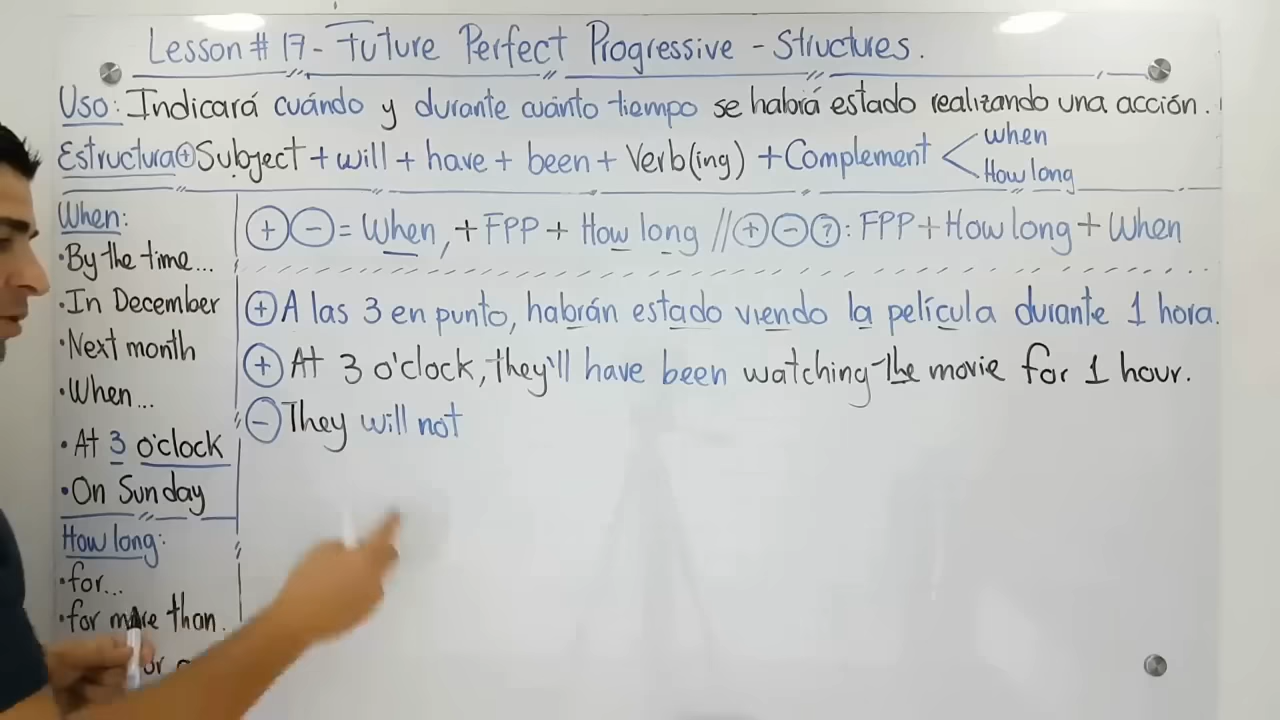 Lesson # 17 - Future Perfect Progressive - Structures.
Uso: Indicará cuándo y durante cuánto tiempo se habrá estado realizando una acción.
Estructura ⊕ Subject + will + have + been + Verb(ing) + Complement < when
How long
When:
• By the time...
• In December
• Next month
• When...
• At 3 o'clock
• On Sunday
How long:
• for...
• for more than.
⊕ ⊖ = When, + FPP + How long // ⊕ ⊖ ?: FPP + How long + When
⊕ A las 3 en punto, habrán estado viendo la película durante 1 hora.
⊕ At 3 o'clock, they'll have been watching the movie for 1 hour.
⊖ They will not